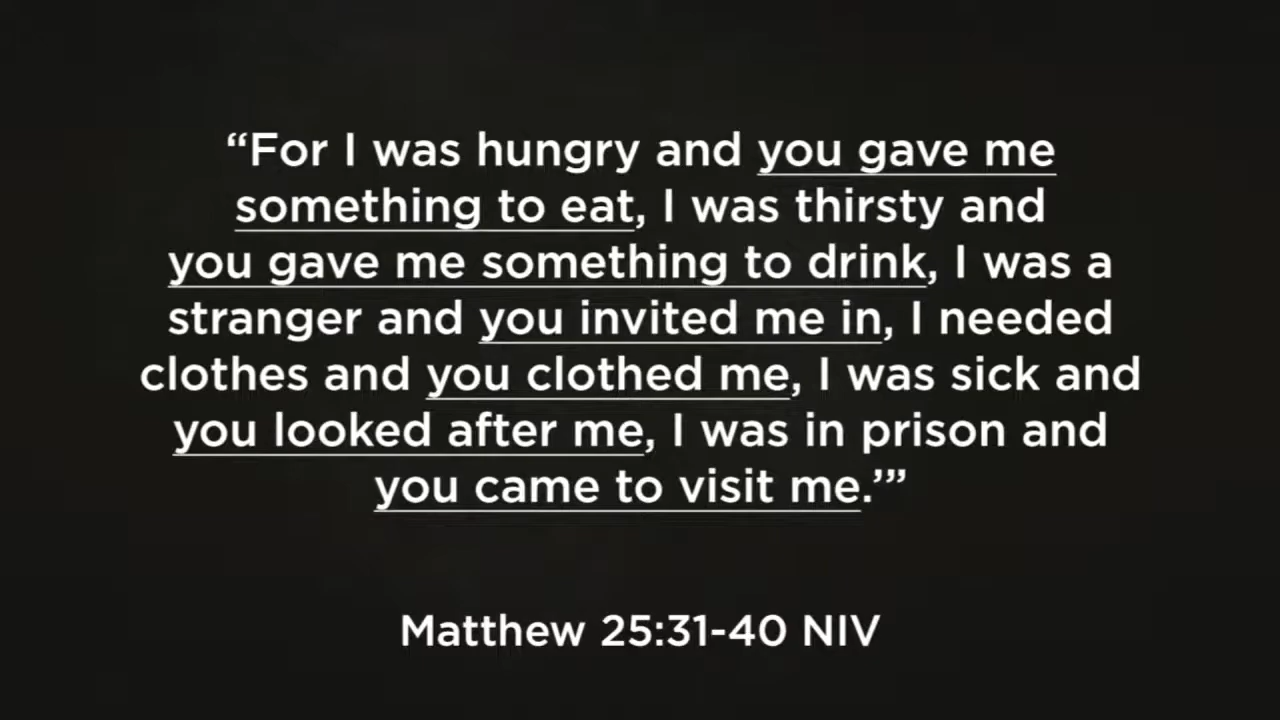 “For I was hungry and you gave me
something to eat, I was thirsty and
you gave me something to drink, I was a
stranger and you invited me in, I needed
clothes and you clothed me, I was sick and
you looked after me, I was in prison and
you came to visit me.’”
Matthew 25:31-40 NIV